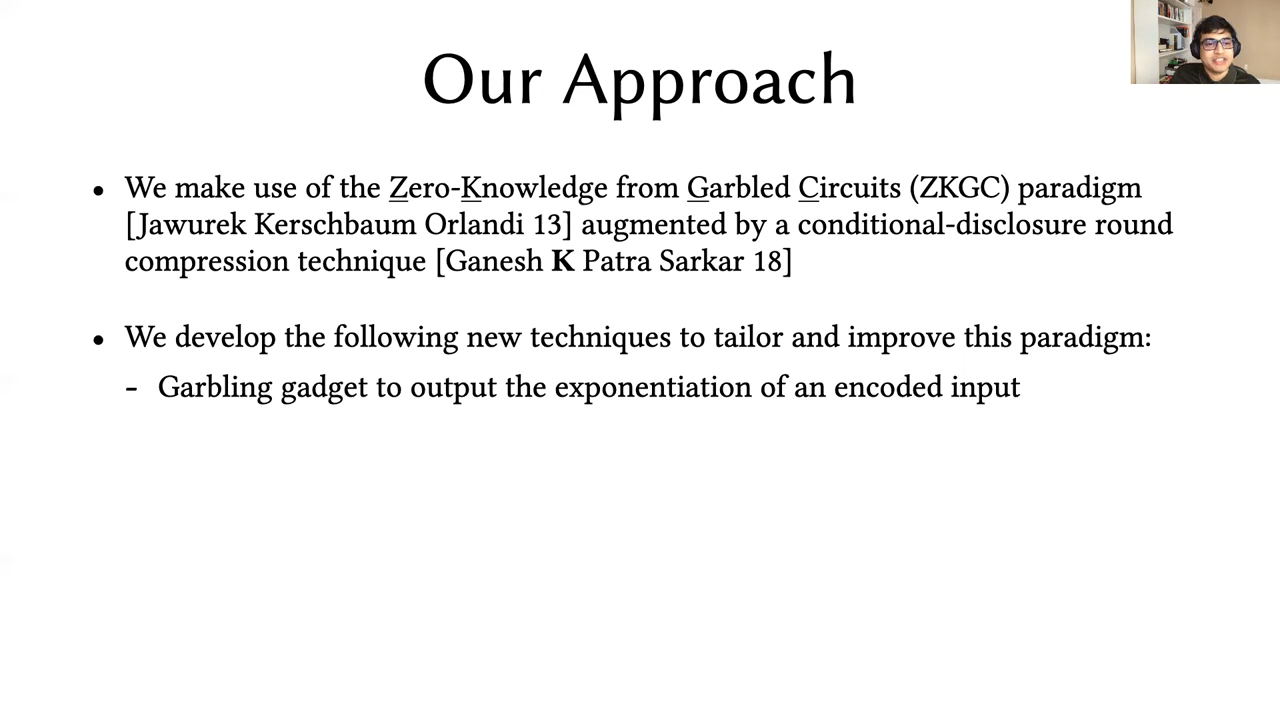 Our Approach
• We make use of the Zero-Knowledge from Garbled Circuits (ZKGC) paradigm
[Jawurek Kerschbaum Orlandi 13] augmented by a conditional-disclosure round
compression technique [Ganesh K Patra Sarkar 18]
• We develop the following new techniques to tailor and improve this paradigm:
- Garbling gadget to output the exponentiation of an encoded input